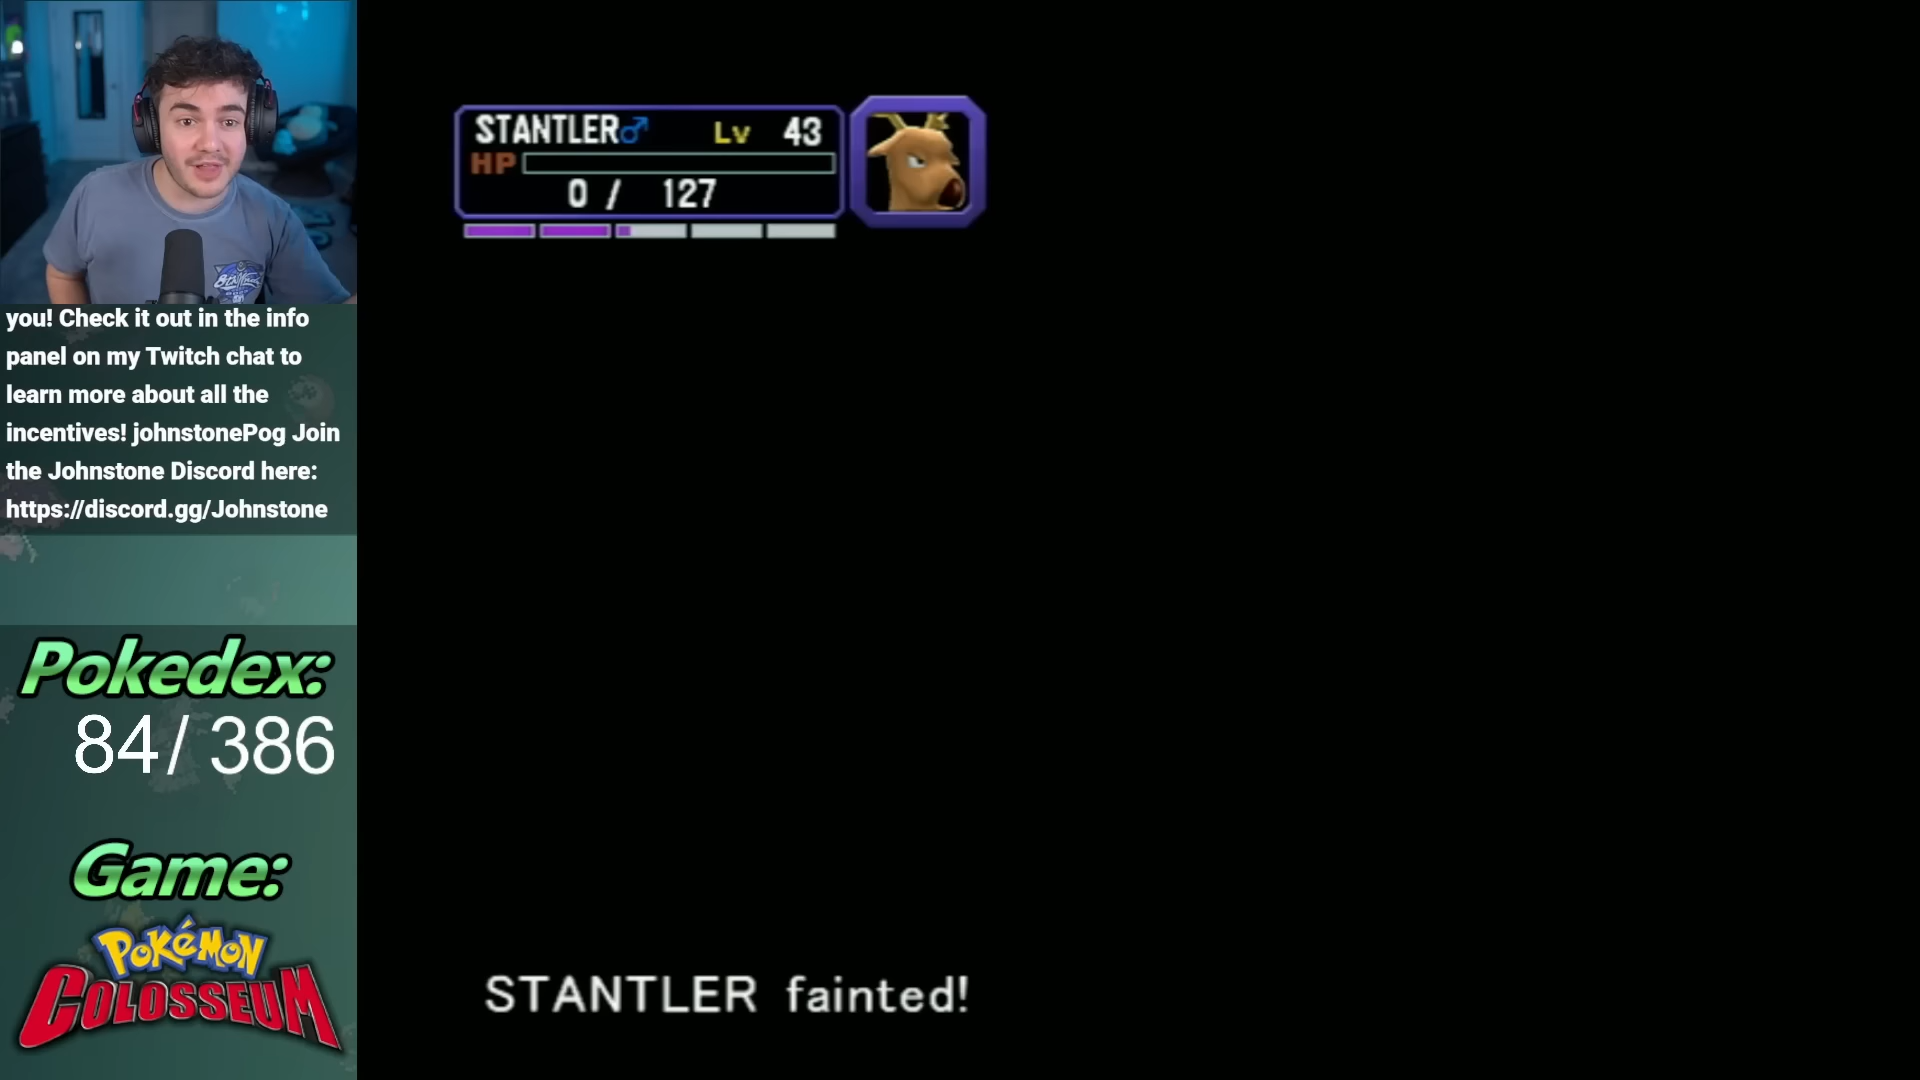 STANTLER♂ Lv 43
HP
0 / 127
you! Check it out in the info
panel on my Twitch chat to
learn more about all the
incentives! johnstonePog Join
the Johnstone Discord here:
https://discord.gg/Johnstone
Pokedex:
84/ 386
Game:
POKéMON
COLOSSEUM
STANTLER fainted!